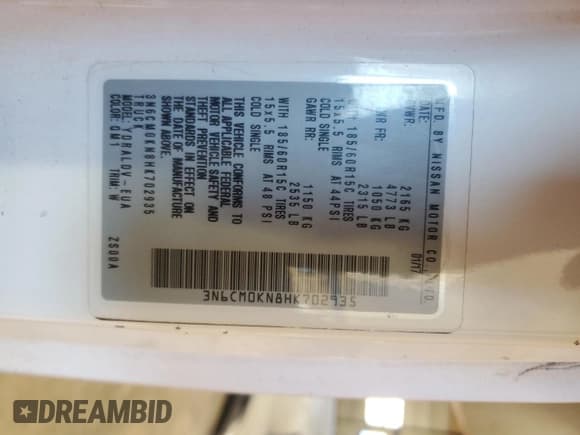 MFD. BY NISSAN MOTOR CO., LTD.
DATE: 01/17
GVWR: 2165 KG
4773 LB
GAWR FR: 1050 KG
2315 LB
WITH 185/60R15C TIRES
15x5.5 RIMS AT 44PSI
COLD SINGLE
GAWR RR: 1150 KG
2535 LB
WITH 185/60R15C TIRES
15x5.5 RIMS AT 48 PSI
COLD SINGLE
THIS VEHICLE CONFORMS TO
ALL APPLICABLE FEDERAL
MOTOR VEHICLE SAFETY AND
THEFT PREVENTION
STANDARDS IN EFFECT ON
THE DATE OF MANUFACTURE
SHOWN ABOVE.
3N6CM0KN8HK702935
TRUCK
MODEL
COLOR: QM1 TRIM: W 2S00A
3N6CM0KN8HK702935
DREAMBID